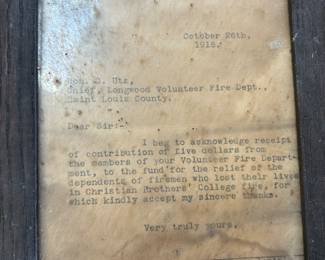 October 26th,
1916.
Hon. G. Utz,
Chief, Longwood Volunteer Fire Dept.,
Saint Louis County.
Dear Sir:-
I beg to acknowledge receipt
of contribution of five dollars from
the members of your Volunteer Fire Depart-
ment, to the fund for the relief of the
dependents of firemen who lost their lives
in Christian Brothers' College fire, for
which kindly accept my sincere thanks.
Very truly yours,